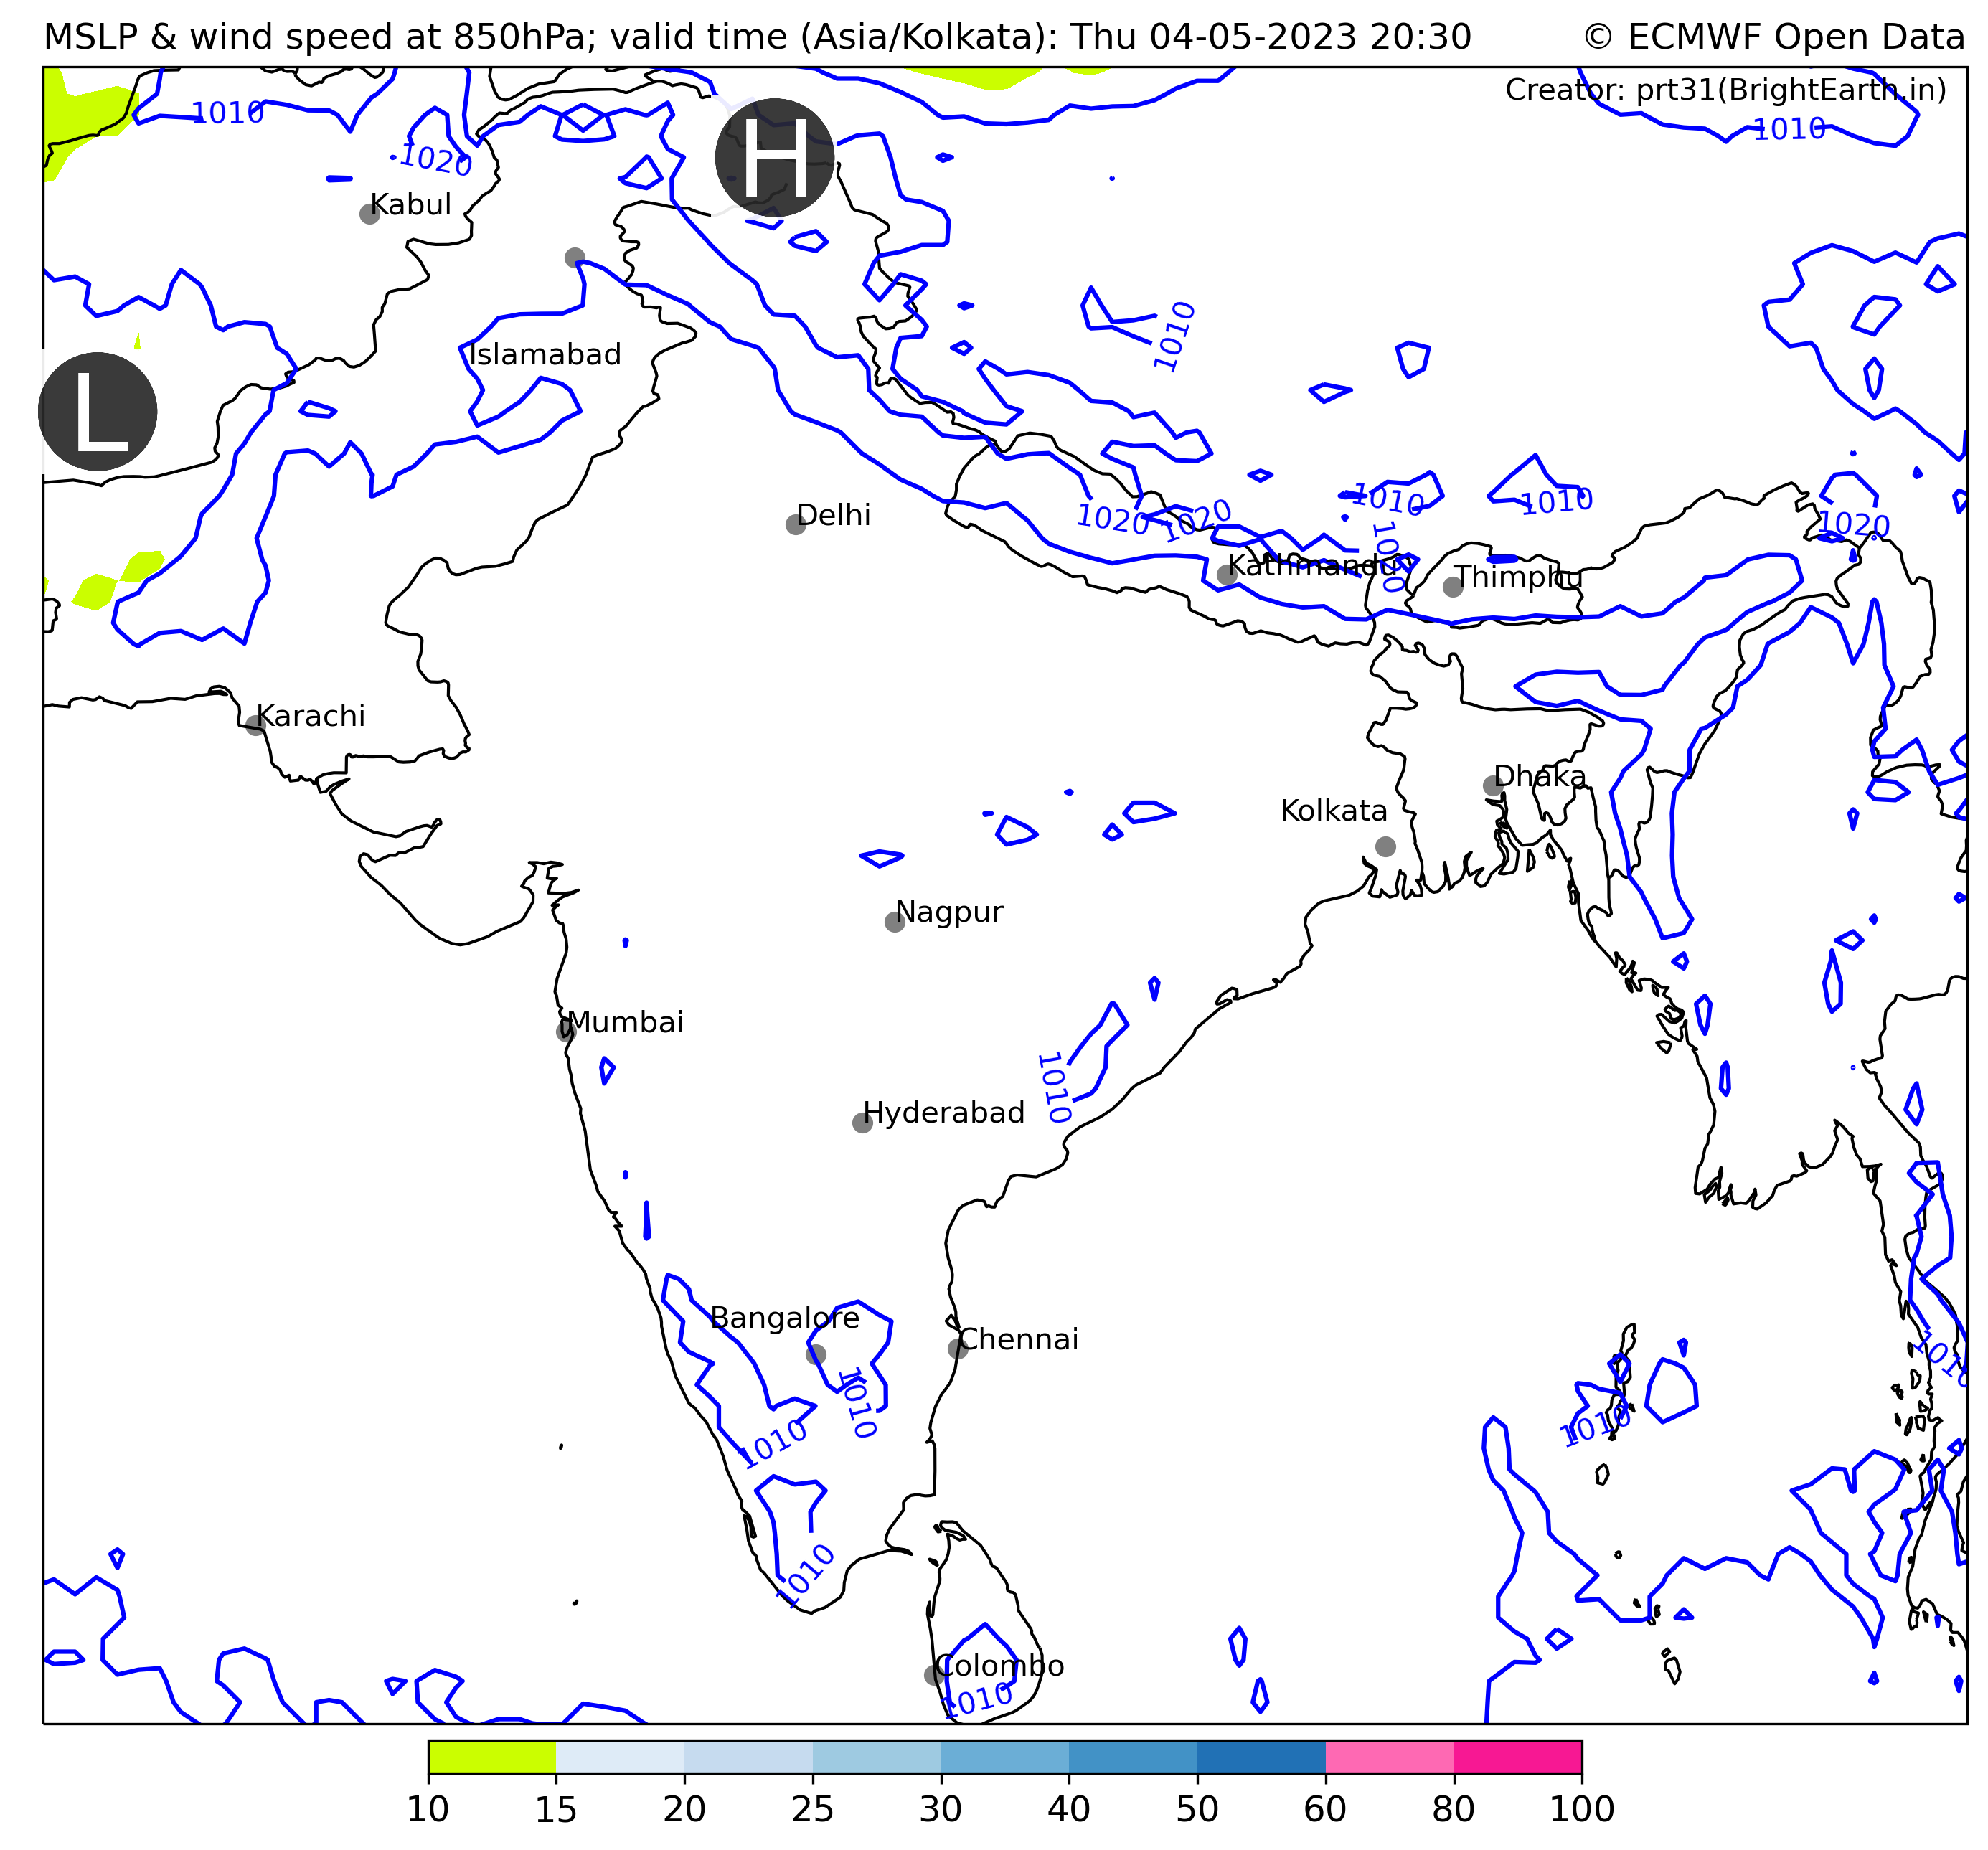 MSLP & wind speed at 850hPa; valid time (Asia/Kolkata): Thu 04-05-2023 20:30
© ECMWF Open Data
Creator: prt31(BrightEarth.in)
1010
1010
H
1020
Kabul
1010
Islamabad
L
1010
1010
Delhi
1020
1020
1020
1020
Kathmandu
Thimphu
Karachi
Dhaka
Kolkata
Nagpur
Mumbai
1010
Hyderabad
Bangalore
Chennai
1010
1010
1010
1010
1010
Colombo
1010
10 15 20 25 30 40 50 60 80 100